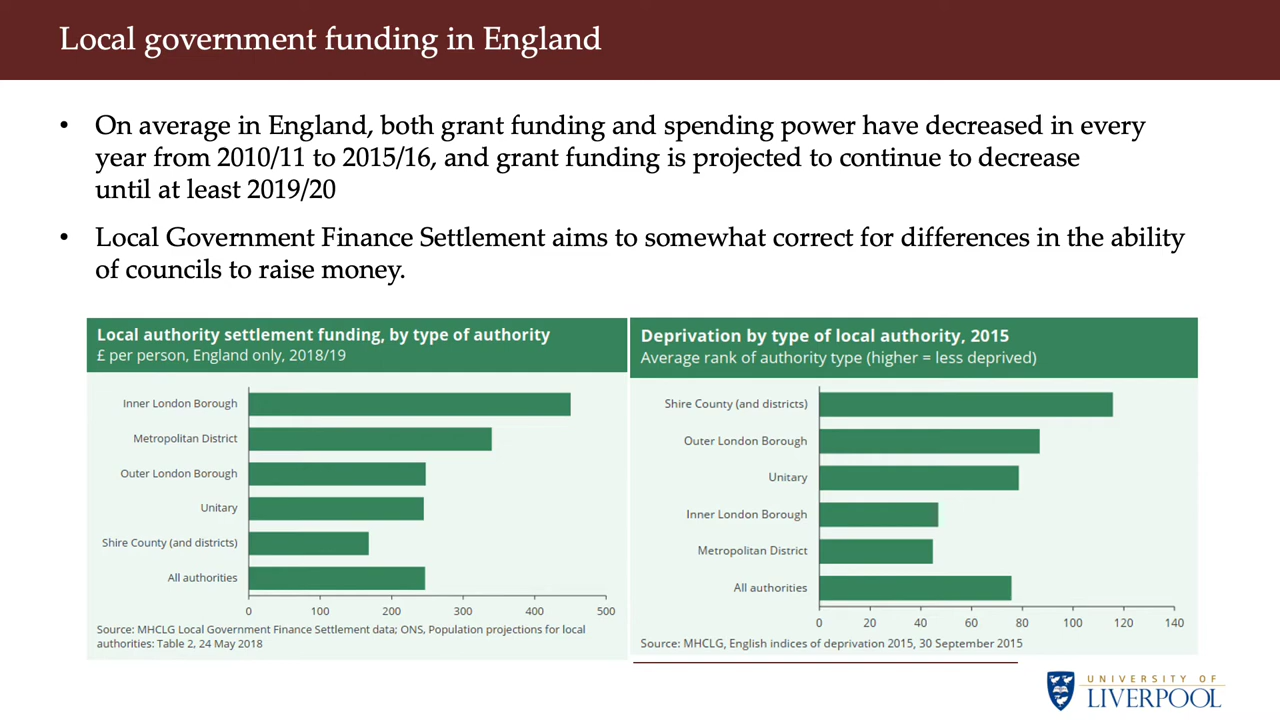 Local government funding in England
• On average in England, both grant funding and spending power have decreased in every
year from 2010/11 to 2015/16, and grant funding is projected to continue to decrease
until at least 2019/20
• Local Government Finance Settlement aims to somewhat correct for differences in the ability
of councils to raise money.
Local authority settlement funding, by type of authority
£ per person, England only, 2018/19
Inner London Borough
Metropolitan District
Outer London Borough
Unitary
Shire County (and districts)
All authorities
0 100 200 300 400 500
Source: MHCLG Local Government Finance Settlement data; ONS, Population projections for local
authorities: Table 2, 24 May 2018
Deprivation by type of local authority, 2015
Average rank of authority type (higher = less deprived)
Shire County (and districts)
Outer London Borough
Unitary
Inner London Borough
Metropolitan District
All authorities
0 20 40 60 80 100 120 140
Source: MHCLG, English indices of deprivation 2015, 30 September 2015
UNIVERSITY OF
LIVERPOOL